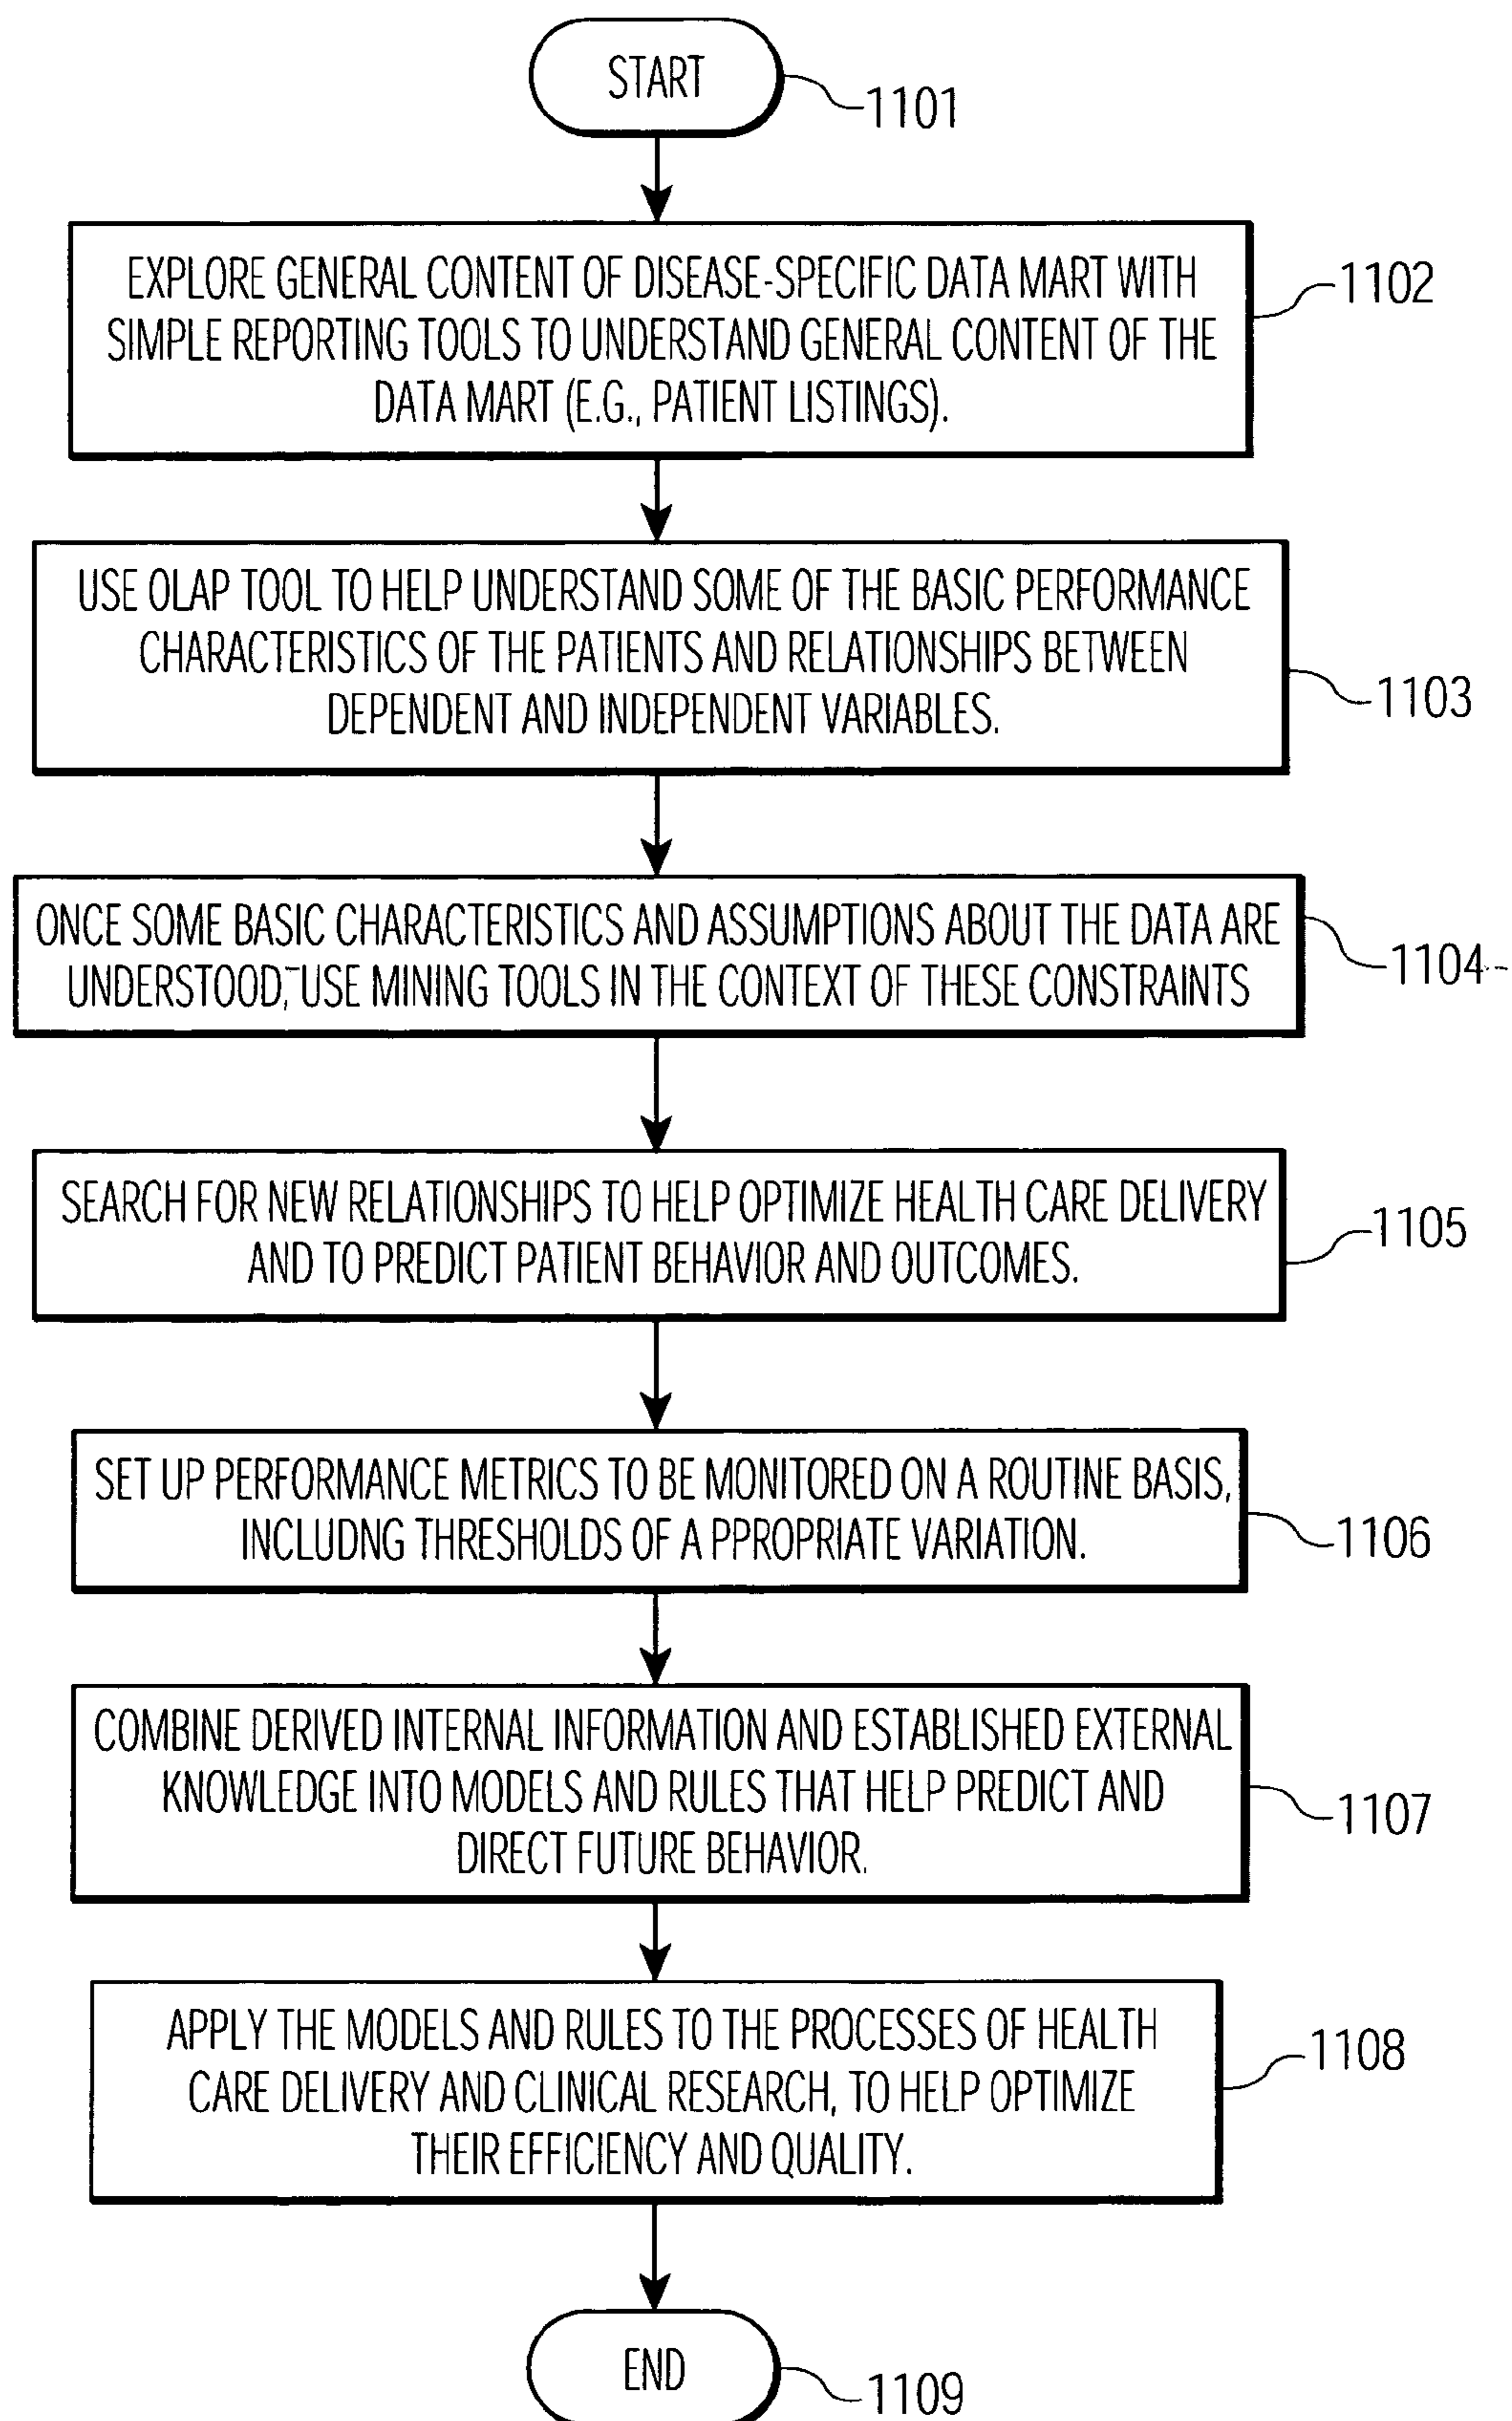 START
1101
EXPLORE GENERAL CONTENT OF DISEASE-SPECIFIC DATA MART WITH
SIMPLE REPORTING TOOLS TO UNDERSTAND GENERAL CONTENT OF THE
DATA MART (E.G., PATIENT LISTINGS).
1102
USE OLAP TOOL TO HELP UNDERSTAND SOME OF THE BASIC PERFORMANCE
CHARACTERISTICS OF THE PATIENTS AND RELATIONSHIPS BETWEEN
DEPENDENT AND INDEPENDENT VARIABLES.
1103
ONCE SOME BASIC CHARACTERISTICS AND ASSUMPTIONS ABOUT THE DATA ARE
UNDERSTOOD, USE MINING TOOLS IN THE CONTEXT OF THESE CONSTRAINTS
1104
SEARCH FOR NEW RELATIONSHIPS TO HELP OPTIMIZE HEALTH CARE DELIVERY
AND TO PREDICT PATIENT BEHAVIOR AND OUTCOMES.
1105
SET UP PERFORMANCE METRICS TO BE MONITORED ON A ROUTINE BASIS,
INCLUDNG THRESHOLDS OF A PPROPRIATE VARIATION.
1106
COMBINE DERIVED INTERNAL INFORMATION AND ESTABLISHED EXTERNAL
KNOWLEDGE INTO MODELS AND RULES THAT HELP PREDICT AND
DIRECT FUTURE BEHAVIOR.
1107
APPLY THE MODELS AND RULES TO THE PROCESSES OF HEALTH
CARE DELIVERY AND CLINICAL RESEARCH, TO HELP OPTIMIZE
THEIR EFFICIENCY AND QUALITY.
1108
END
1109